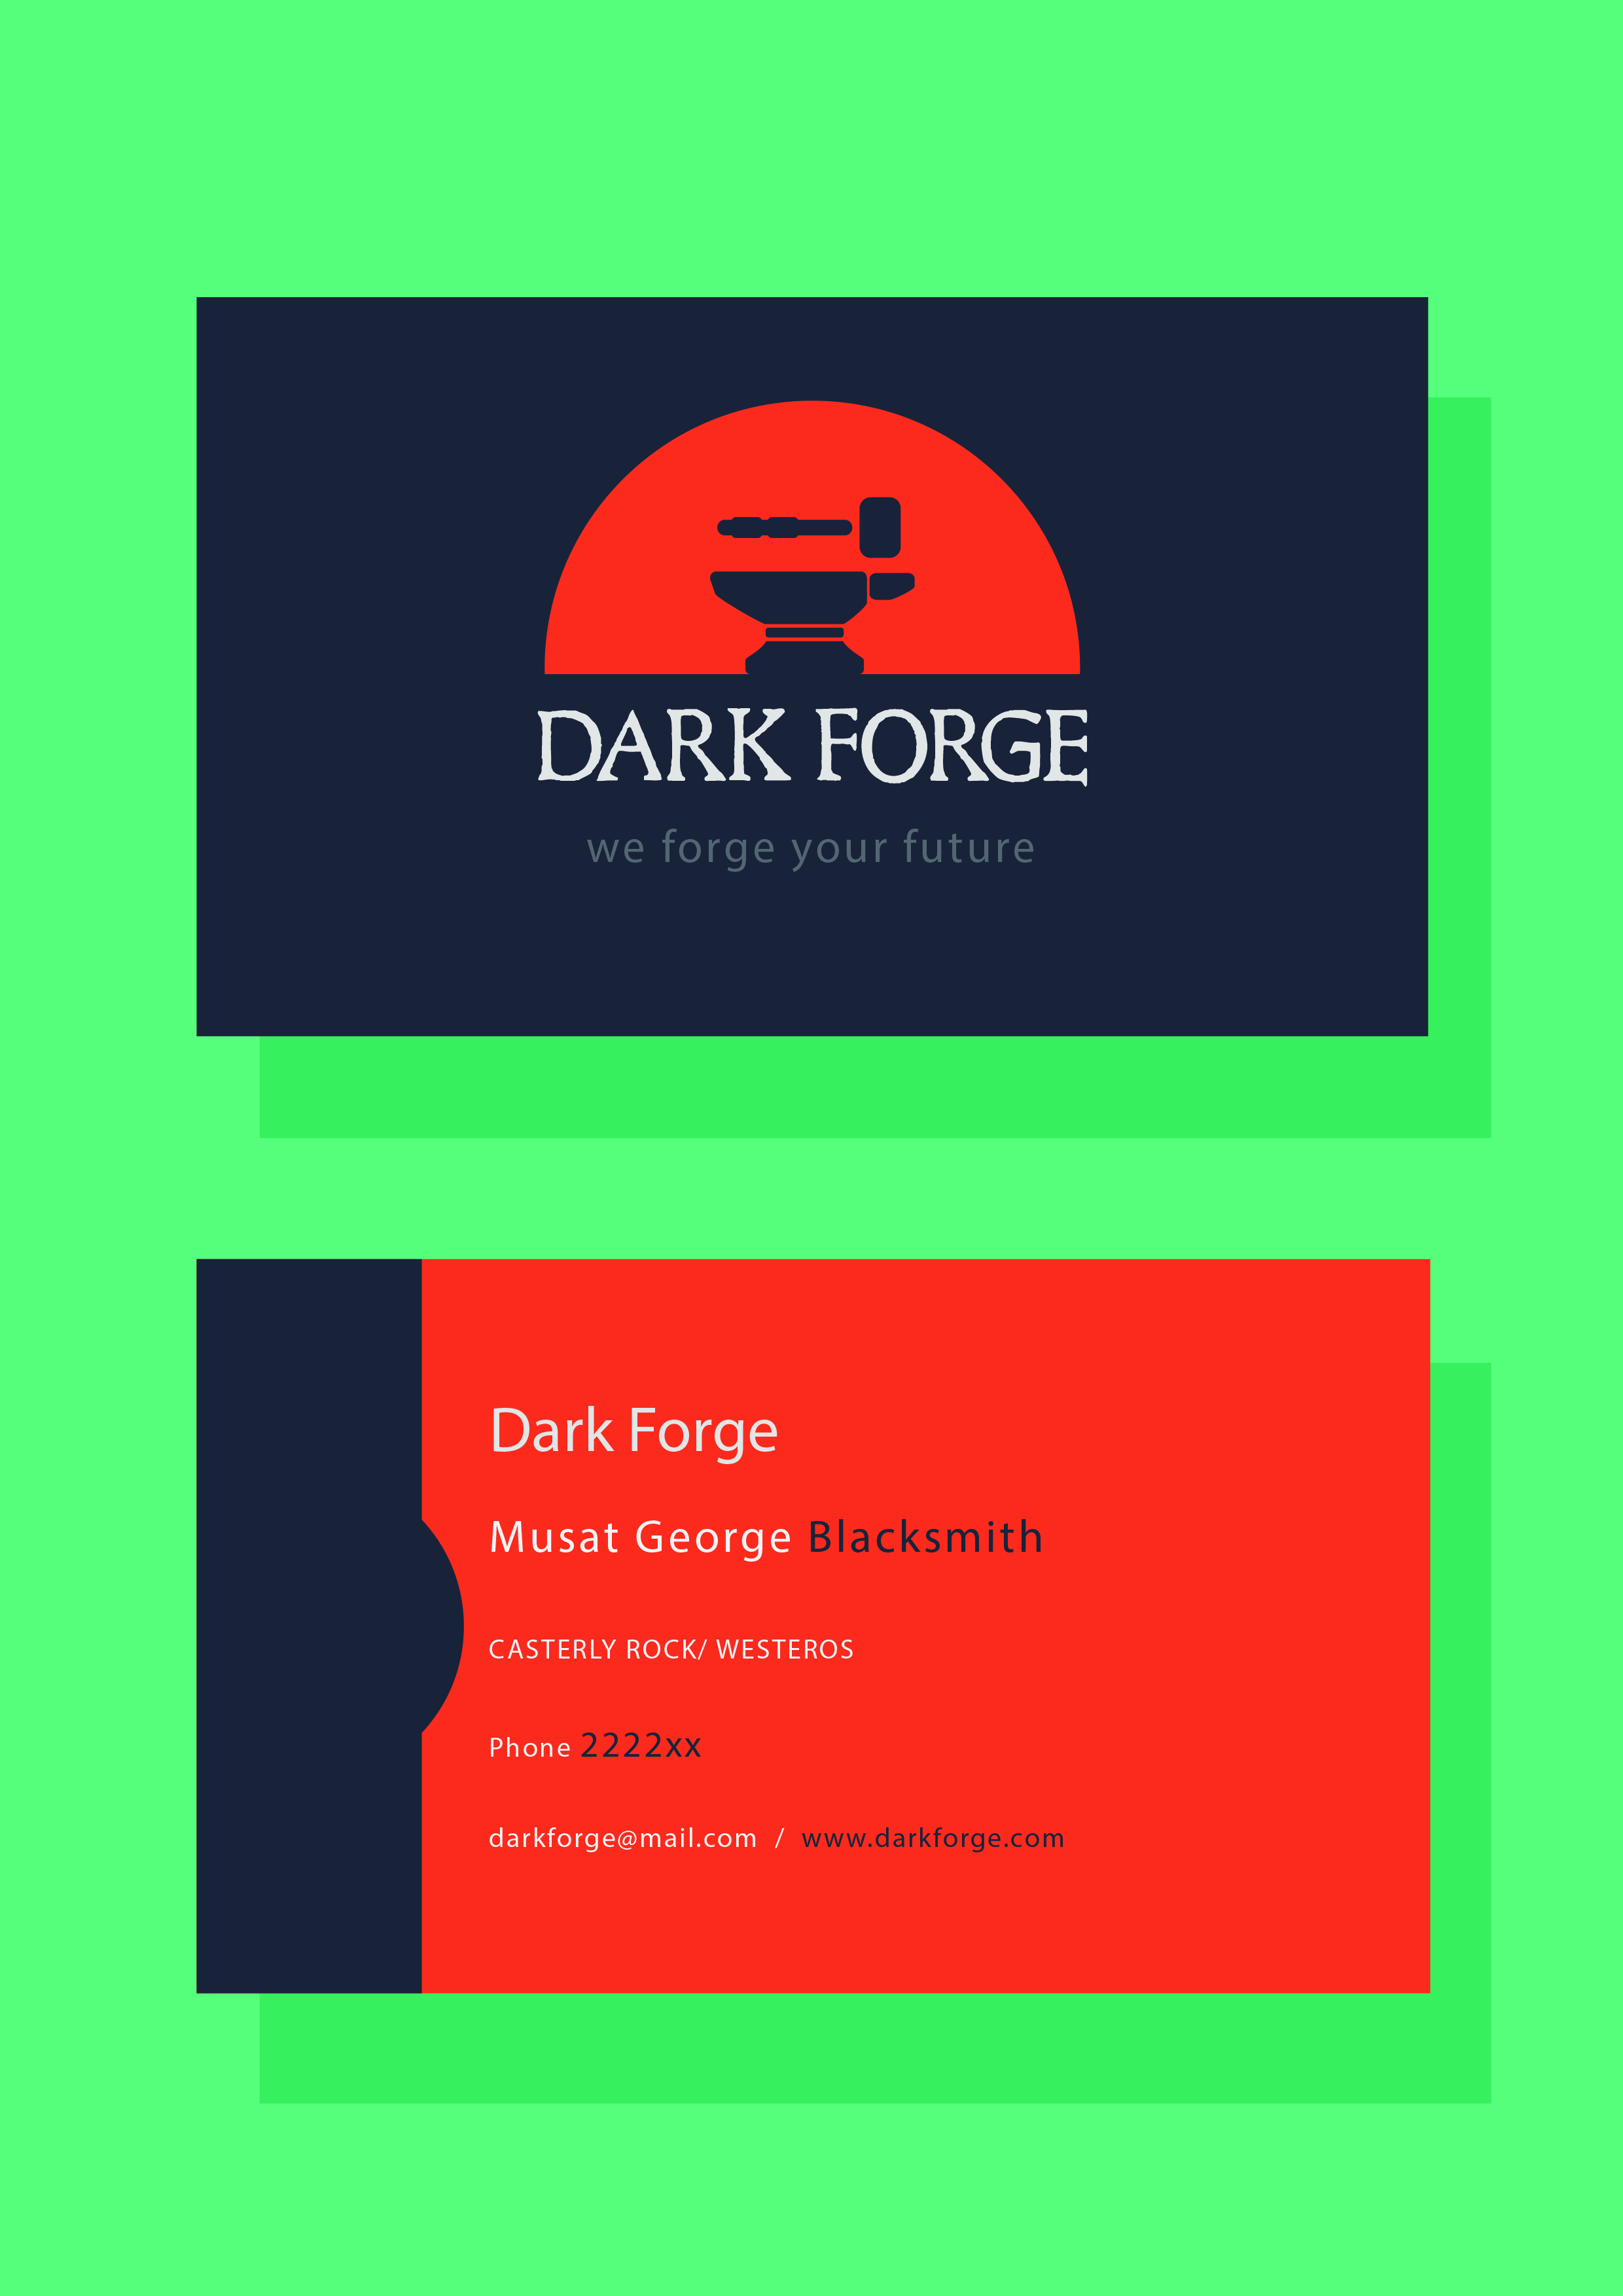 DARK FORGE
we forge your future
Dark Forge
Musat George Blacksmith
CASTERLY ROCK/ WESTEROS
Phone 2222xx
darkforge@mail.com / www.darkforge.com